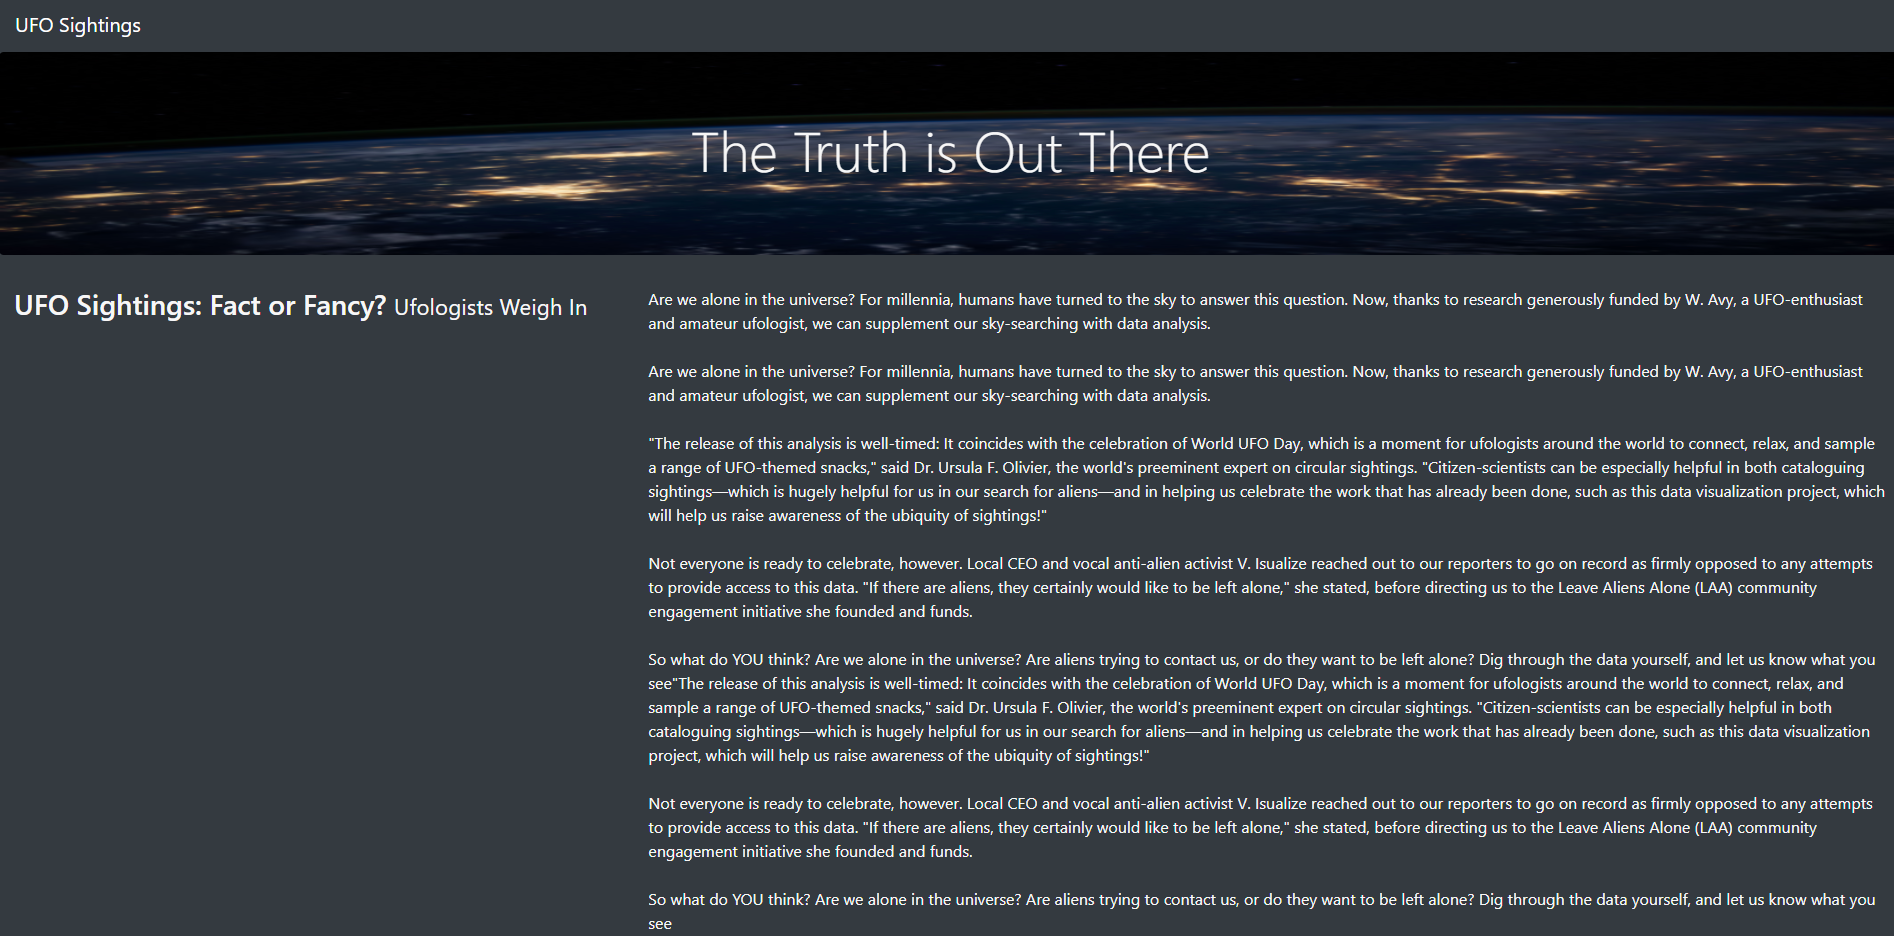 UFO Sightings
The Truth is Out There
UFO Sightings: Fact or Fancy? Ufologists Weigh In
Are we alone in the universe? For millennia, humans have turned to the sky to answer this question. Now, thanks to research generously funded by W. Avy, a UFO-enthusiast
and amateur ufologist, we can supplement our sky-searching with data analysis.
Are we alone in the universe? For millennia, humans have turned to the sky to answer this question. Now, thanks to research generously funded by W. Avy, a UFO-enthusiast
and amateur ufologist, we can supplement our sky-searching with data analysis.
"The release of this analysis is well-timed: It coincides with the celebration of World UFO Day, which is a moment for ufologists around the world to connect, relax, and sample
a range of UFO-themed snacks," said Dr. Ursula F. Olivier, the world's preeminent expert on circular sightings. "Citizen-scientists can be especially helpful in both cataloguing
sightings—which is hugely helpful for us in our search for aliens—and in helping us celebrate the work that has already been done, such as this data visualization project, which
will help us raise awareness of the ubiquity of sightings!"
Not everyone is ready to celebrate, however. Local CEO and vocal anti-alien activist V. Isualize reached out to our reporters to go on record as firmly opposed to any attempts
to provide access to this data. "If there are aliens, they certainly would like to be left alone," she stated, before directing us to the Leave Aliens Alone (LAA) community
engagement initiative she founded and funds.
So what do YOU think? Are we alone in the universe? Are aliens trying to contact us, or do they want to be left alone? Dig through the data yourself, and let us know what you
see"The release of this analysis is well-timed: It coincides with the celebration of World UFO Day, which is a moment for ufologists around the world to connect, relax, and
sample a range of UFO-themed snacks," said Dr. Ursula F. Olivier, the world's preeminent expert on circular sightings. "Citizen-scientists can be especially helpful in both
cataloguing sightings—which is hugely helpful for us in our search for aliens—and in helping us celebrate the work that has already been done, such as this data visualization
project, which will help us raise awareness of the ubiquity of sightings!"
Not everyone is ready to celebrate, however. Local CEO and vocal anti-alien activist V. Isualize reached out to our reporters to go on record as firmly opposed to any attempts
to provide access to this data. "If there are aliens, they certainly would like to be left alone," she stated, before directing us to the Leave Aliens Alone (LAA) community
engagement initiative she founded and funds.
So what do YOU think? Are we alone in the universe? Are aliens trying to contact us, or do they want to be left alone? Dig through the data yourself, and let us know what you
see